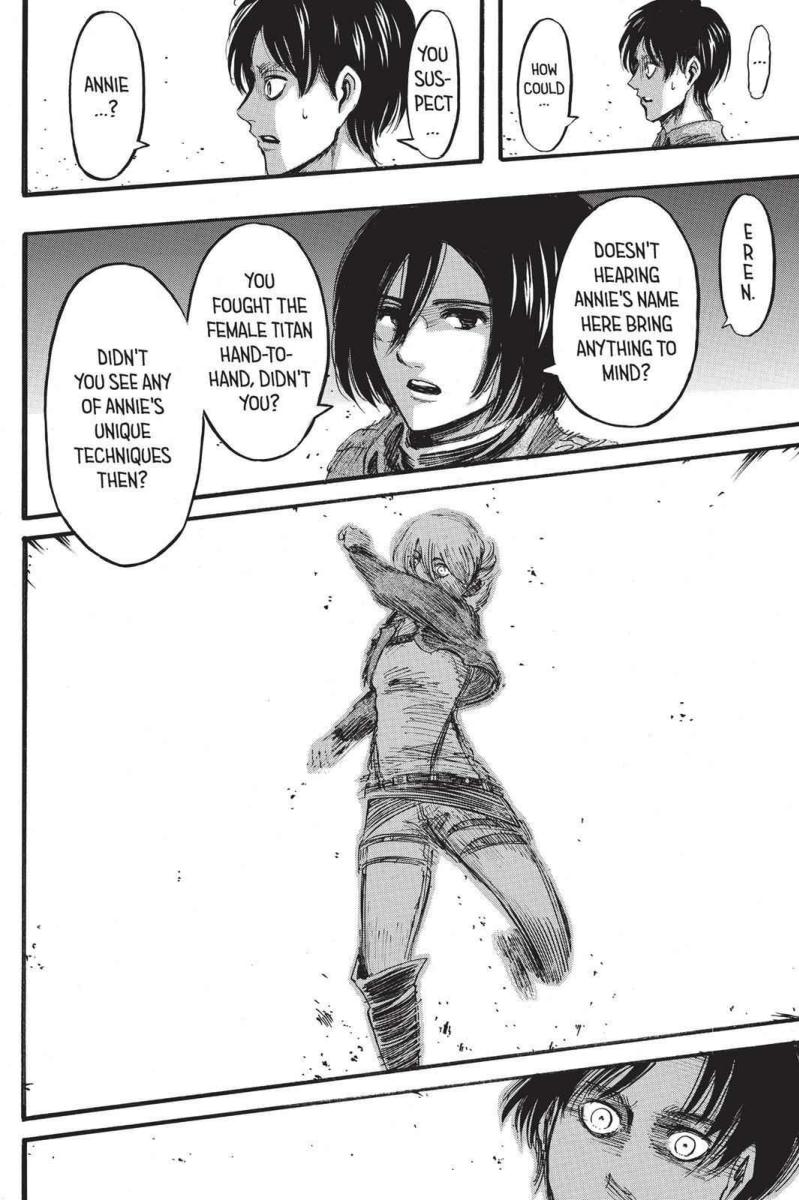 ...
HOW
COULD
...
YOU
SUS-
PECT
...
ANNIE
...?
E
R
E
N.
DOESN'T
HEARING
ANNIE'S NAME
HERE BRING
ANYTHING TO
MIND?
YOU
FOUGHT THE
FEMALE TITAN
HAND-TO-
HAND, DIDN'T
YOU?
DIDN'T
YOU SEE ANY
OF ANNIE'S
UNIQUE
TECHNIQUES
THEN?